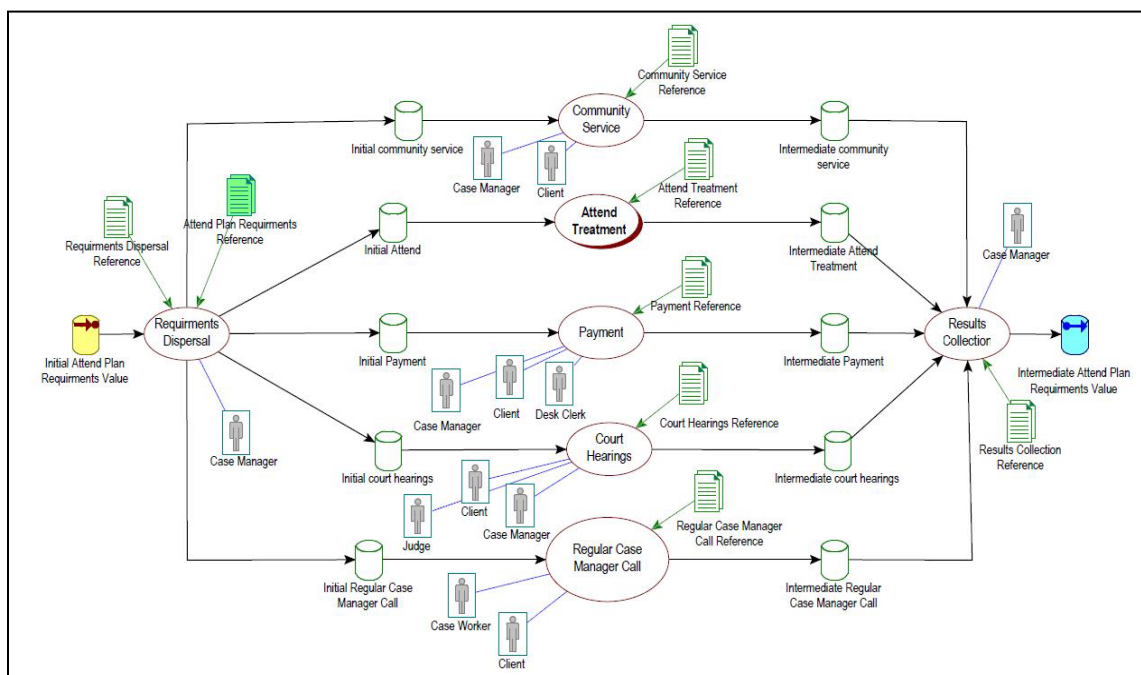 Community Service
Reference
Community
Service
Initial community service
Intermediate community
service
Case Manager
Client
Attend Treatment
Reference
Attend Plan Requirments
Reference
Requirments Dispersal
Reference
Attend
Treatment
Initial Attend
Intermediate Attend
Treatment
Case Manager
Payment Reference
Requirments
Dispersal
Payment
Results
Collection
Initial Attend Plan
Requirments Value
Initial Payment
Intermediate Payment
Intermediate Attend Plan
Requirments Value
Case Manager
Client
Desk Clerk
Court Hearings Reference
Case Manager
Court
Hearings
Results Collection
Reference
Initial court hearings
Intermediate court hearings
Client
Judge
Case Manager
Regular Case Manager
Call Reference
Regular Case
Manager Call
Initial Regular Case
Manager Call
Intermediate Regular
Case Manager Call
Case Worker
Client